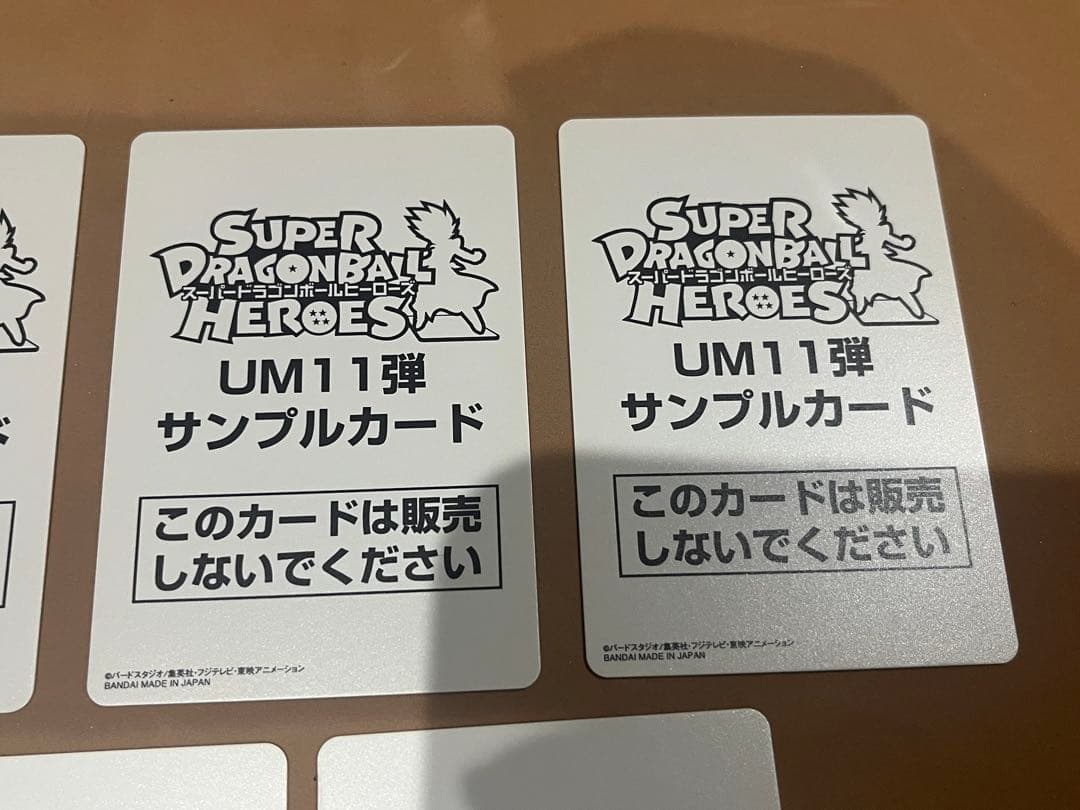 SUPER
DRAGONBALL
スーパードラゴンボールヒーローズ
HEROES
UM11弾
サンプルカード
このカードは販売
しないでください
©バードスタジオ/集英社・フジテレビ・東映アニメーション
BANDAI MADE IN JAPAN
SUPER
DRAGONBALL
スーパードラゴンボールヒーローズ
HEROES
UM11弾
サンプルカード
このカードは販売
しないでください
©バードスタジオ/集英社・フジテレビ・東映アニメーション
BANDAI MADE IN JAPAN
ド